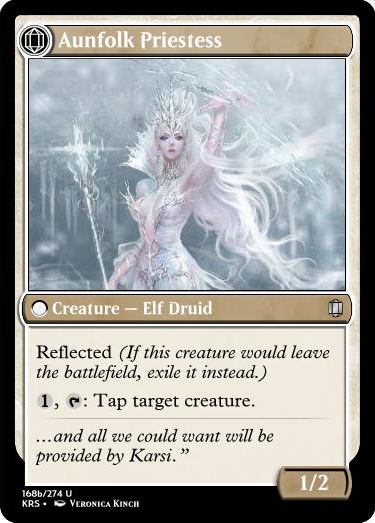 Aunfolk Priestess
Creature — Elf Druid
Reflected (If this creature would leave
the battlefield, exile it instead.)
1, : Tap target creature.
…and all we could want will be
provided by Karsi.”
1/2
168b/274 U
KRS • Veronica Kinch